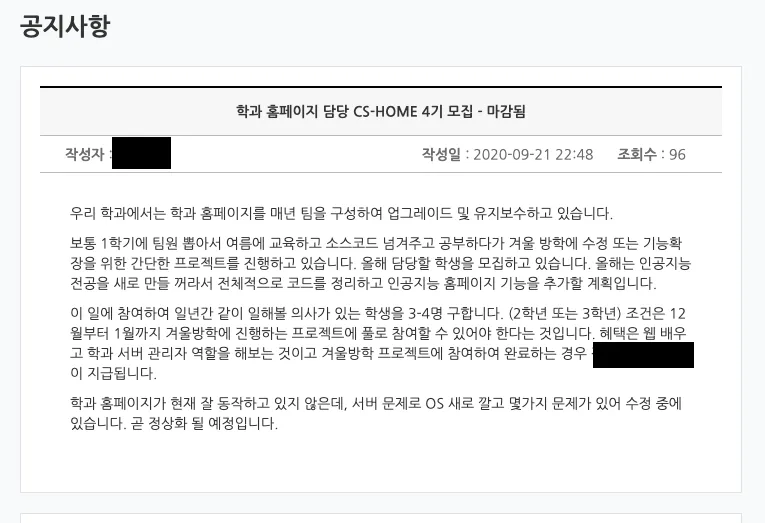 공지사항
학과 홈페이지 담당 CS-HOME 4기 모집 - 마감됨
작성자 : 작성일 : 2020-09-21 22:48 조회수 : 96
우리 학과에서는 학과 홈페이지를 매년 팀을 구성하여 업그레이드 및 유지보수하고 있습니다.
보통 1학기에 팀원 뽑아서 여름에 교육하고 소스코드 넘겨주고 공부하다가 겨울 방학에 수정 또는 기능확
장을 위한 간단한 프로젝트를 진행하고 있습니다. 올해 담당할 학생을 모집하고 있습니다. 올해는 인공지능
전공을 새로 만들 꺼라서 전체적으로 코드를 정리하고 인공지능 홈페이지 기능을 추가할 계획입니다.
이 일에 참여하여 일년간 같이 일해볼 의사가 있는 학생을 3-4명 구합니다. (2학년 또는 3학년) 조건은 12
월부터 1월까지 겨울방학에 진행하는 프로젝트에 풀로 참여할 수 있어야 한다는 것입니다. 혜택은 웹 배우
고 학과 서버 관리자 역할을 해보는 것이고 겨울방학 프로젝트에 참여하여 완료하는 경우
이 지급됩니다.
학과 홈페이지가 현재 잘 동작하고 있지 않은데, 서버 문제로 OS 새로 깔고 몇가지 문제가 있어 수정 중에
있습니다. 곧 정상화 될 예정입니다.